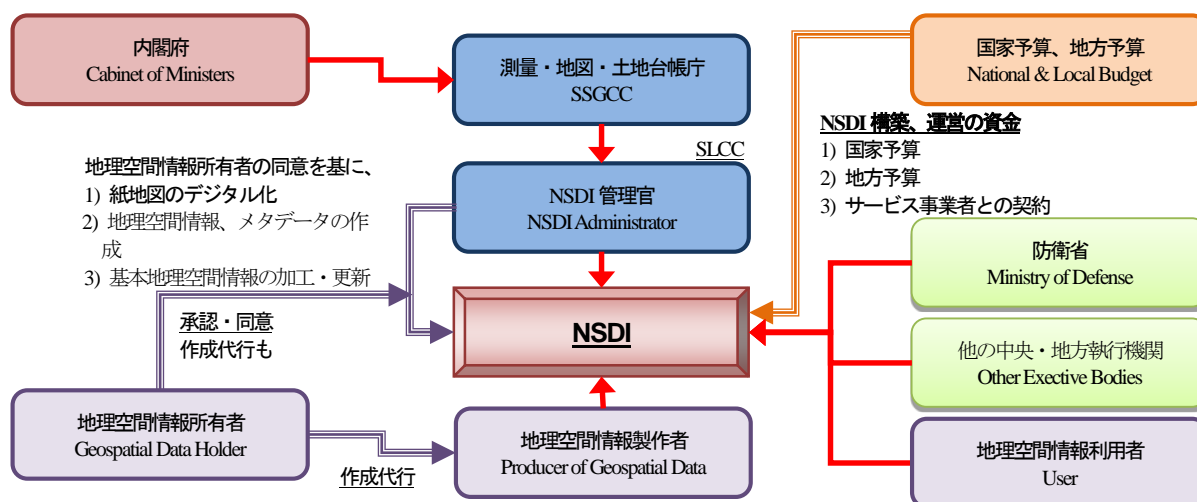 内閣府
Cabinet of Ministers
測量・地図・土地台帳庁
SSGCC
国家予算、地方予算
National & Local Budget
NSDI 構築、運営の資金
1) 国家予算
2) 地方予算
3) サービス事業者との契約
SLCC
地理空間情報所有者の同意を基に、
1) 紙地図のデジタル化
2) 地理空間情報、メタデータの作
成
3) 基本地理空間情報の加工・更新
NSDI 管理官
NSDI Administrator
防衛省
Ministry of Defense
承認・同意
作成代行も
NSDI
他の中央・地方執行機関
Other Exective Bodies
地理空間情報所有者
Geospatial Data Holder
作成代行
地理空間情報製作者
Producer of Geospatial Data
地理空間情報利用者
User